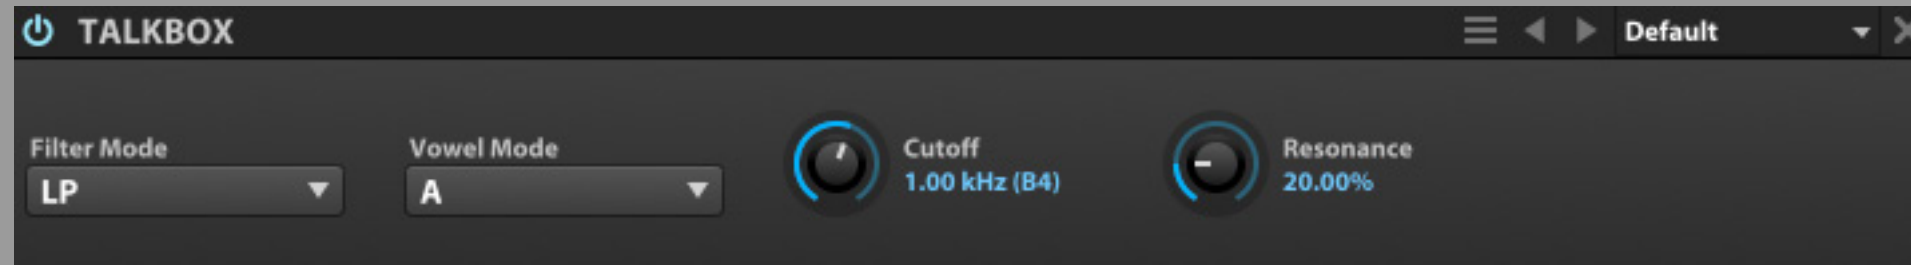 TALKBOX
Default
Filter Mode
LP
Vowel Mode
A
Cutoff
1.00 kHz (B4)
Resonance
20.00%